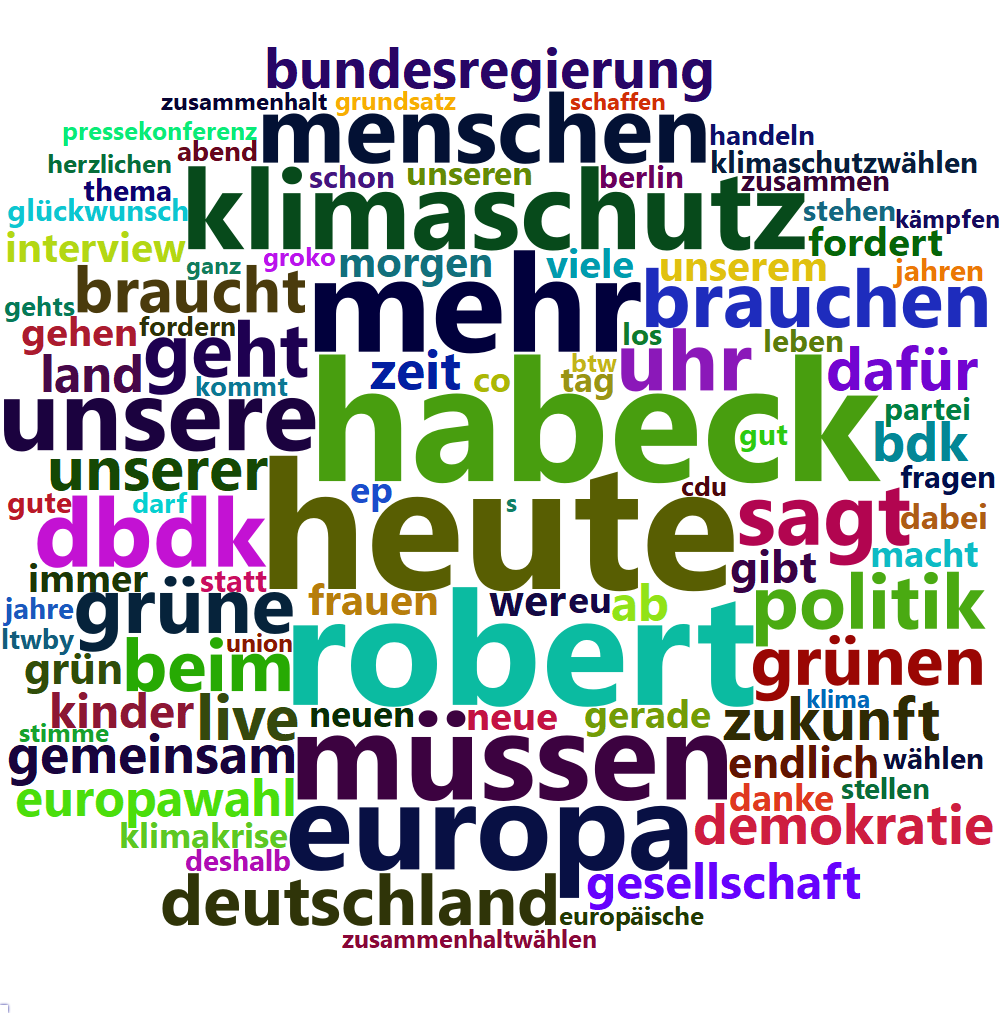 bundesregierung
zusammenhalt grundsatz schaffen
pressekonferenz menschen handeln
herzlichen abend klimaschutzwählen
thema schon unseren berlin zusammen
glückwunsch klimaschutz stehen kämpfen
interview fordert
ganz groko morgen viele unserem jahren
gehts braucht mehr brauchen
gehen fordern los leben
land geht zeit co btw tag uhr dafür
kommt
unsere habeck gut partei
unserer bdk
gute darf ep s cdu fragen
dbdk heute sagt dabei
immer statt gibt macht
jahre grüne frauen wer eu ab politik
ltwby union
grün beim robert grünen
kinder live neuen neue gerade zukunft klima
stimme
gemeinsam müssen endlich wählen
europawahl danke stellen
klimakrise europa demokratie
deshalb
deutschland gesellschaft
europäische
zusammenhaltwählen